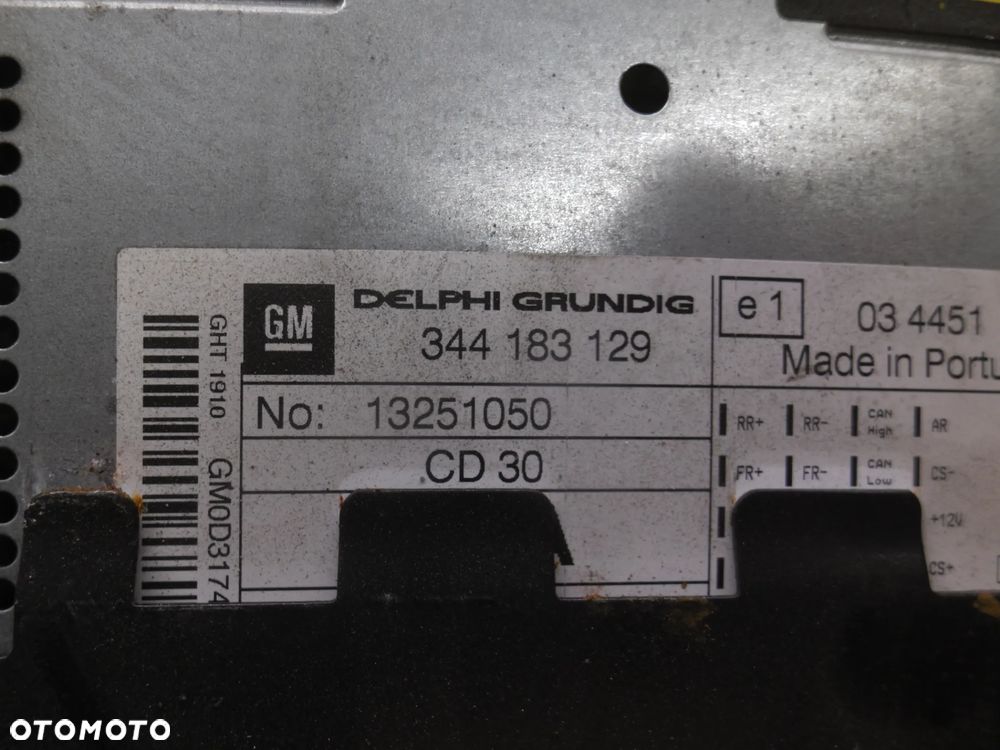 GM
DELPHI GRUNDIG
344 183 129
e1
03 4451
Made in Portu
No: 13251050
CD 30
RR+ RR- CAN High AR
FR+ FR- CAN Low CS-
+12V
CS+
GHT 1910
GM0D3174
OTOMOTO